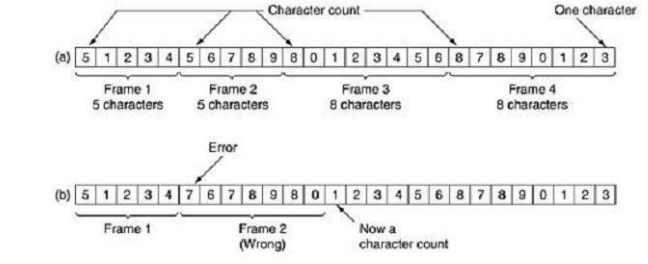 Character count
One character
(a) 5 1 2 3 4 5 6 7 8 9 8 0 1 2 3 4 5 6 8 7 8 9 0 1 2 3
Frame 1 Frame 2 Frame 3 Frame 4
5 characters 5 characters 8 characters 8 characters
Error
(b) 5 1 2 3 4 7 6 7 8 9 8 0 1 2 3 4 5 6 8 7 8 9 0 1 2 3
Frame 1 Frame 2 Now a
(Wrong) character count